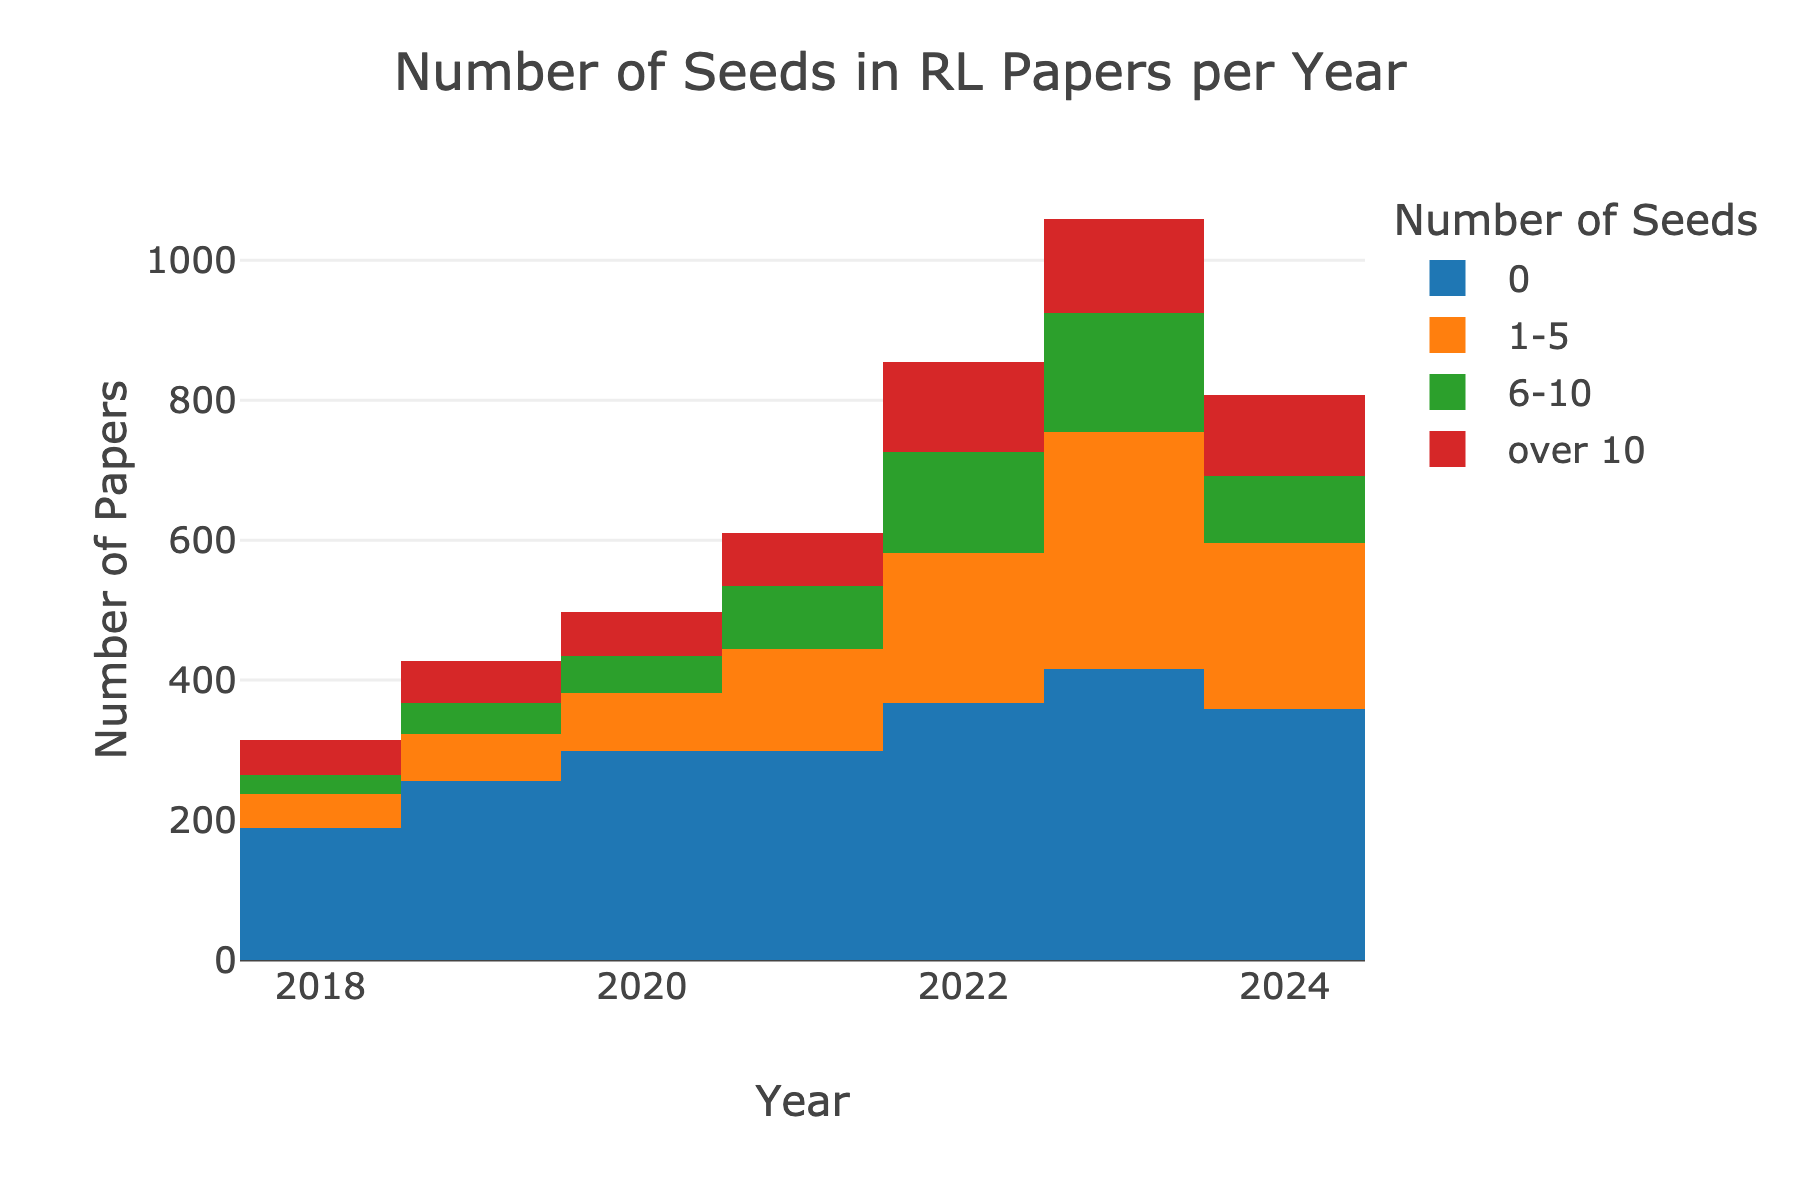 Number of Seeds in RL Papers per Year
Number of Papers
1000
800
600
400
200
0
2018 2020 2022 2024
Year
Number of Seeds
0
1-5
6-10
over 10